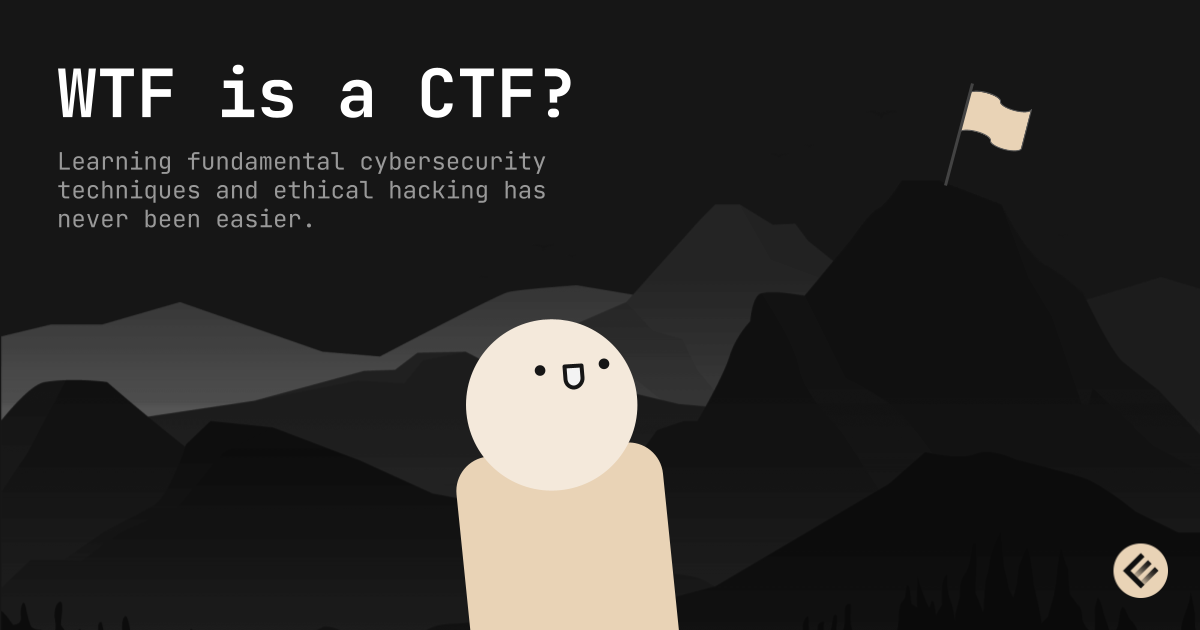 WTF is a CTF?
Learning fundamental cybersecurity
techniques and ethical hacking has
never been easier.